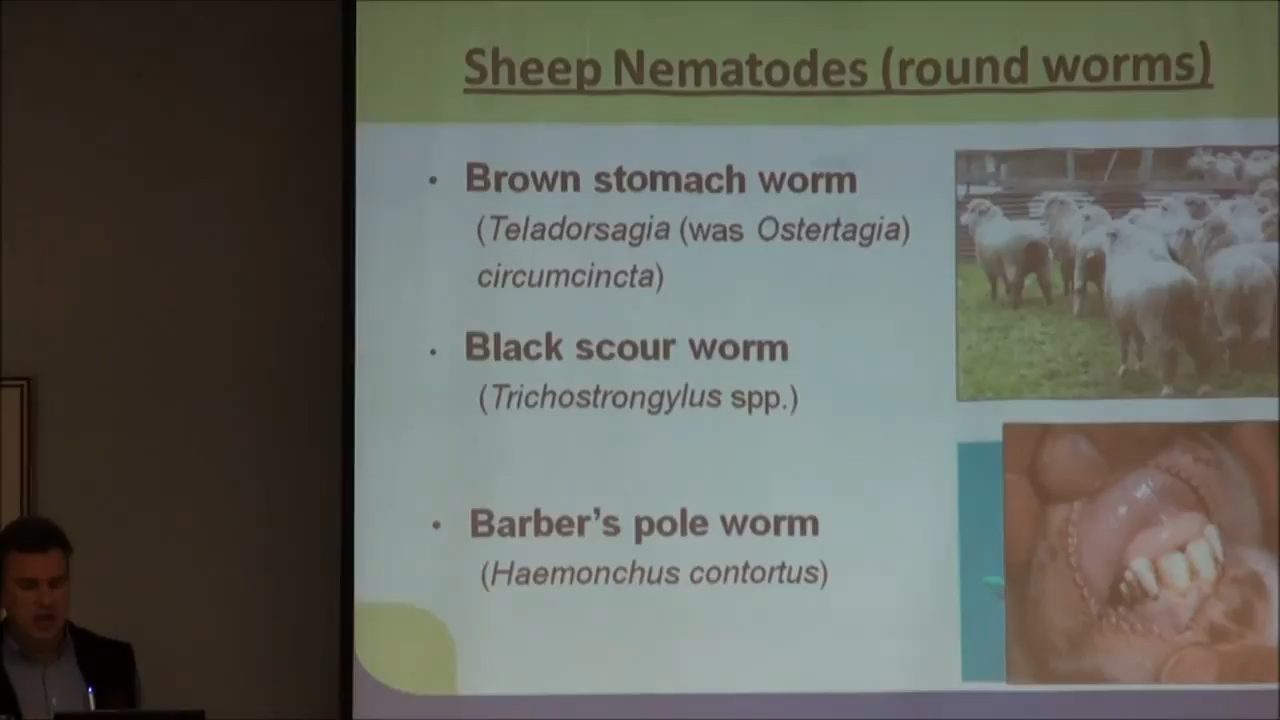 Sheep Nematodes (round worms)
• Brown stomach worm
(Teladorsagia (was Ostertagia)
circumcincta)
• Black scour worm
(Trichostrongylus spp.)
• Barber's pole worm
(Haemonchus contortus)